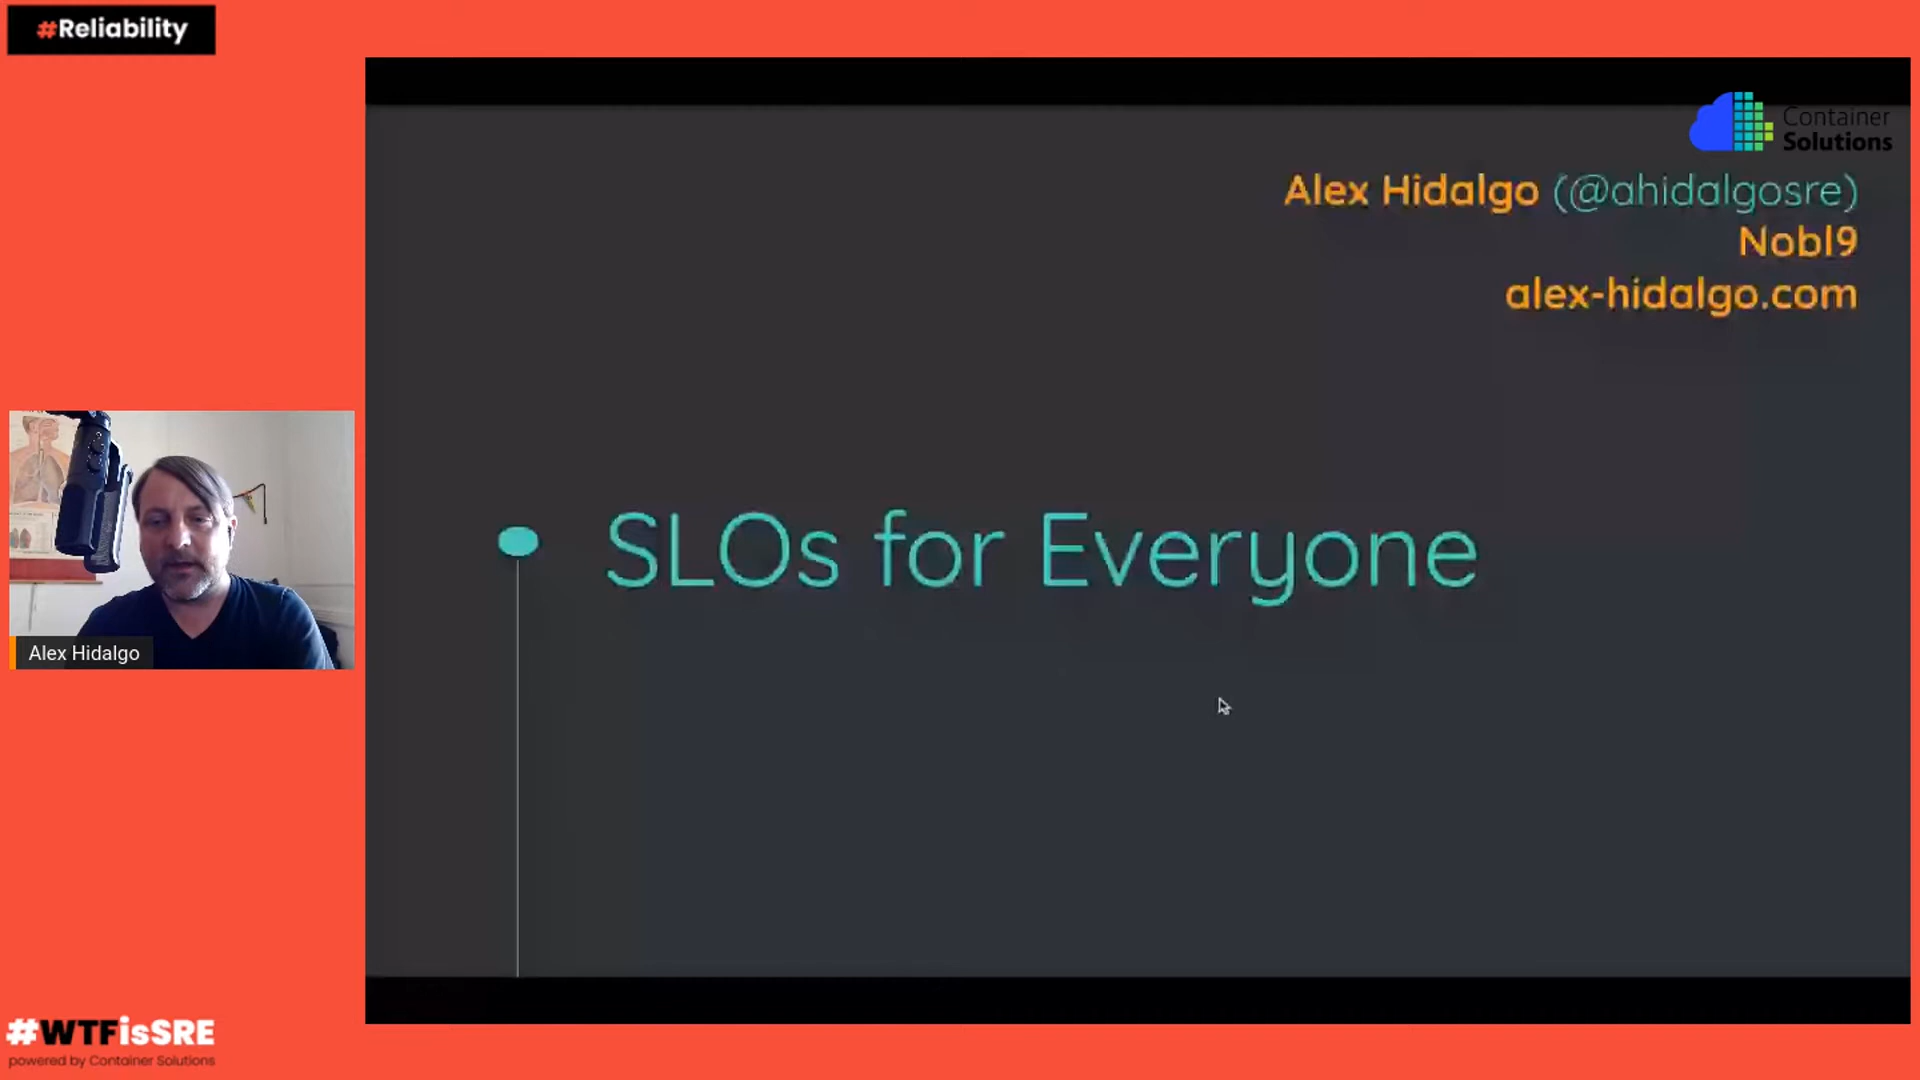 #Reliability
Container
Solutions
Alex Hidalgo (@ahidalgosre)
Nobl9
alex-hidalgo.com
SLOs for Everyone
Alex Hidalgo
#WTFisSRE
powered by Container Solutions